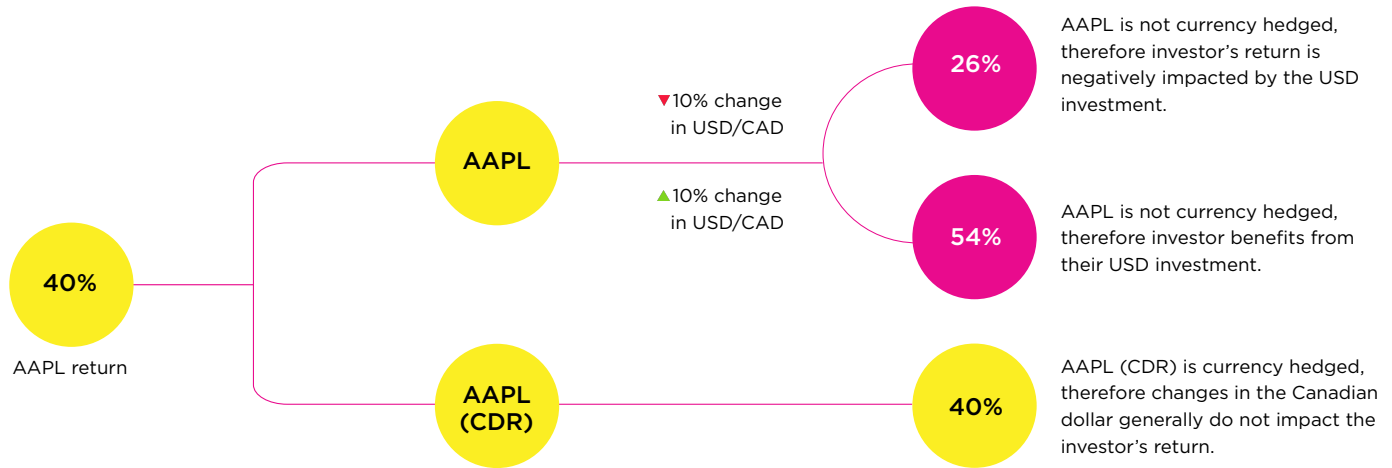 40%
AAPL return
AAPL
▼10% change
in USD/CAD
▲10% change
in USD/CAD
26%
AAPL is not currency hedged,
therefore investor’s return is
negatively impacted by the USD
investment.
54%
AAPL is not currency hedged,
therefore investor benefits from
their USD investment.
AAPL
(CDR)
40%
AAPL (CDR) is currency hedged,
therefore changes in the Canadian
dollar generally do not impact the
investor’s return.